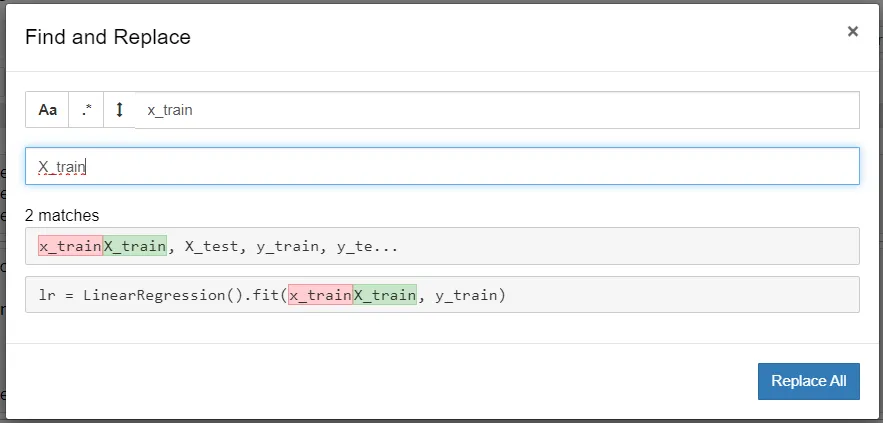 Find and Replace ×
Aa .* x_train
X_train
2 matches
x_trainX_train, X_test, y_train, y_te...
lr = LinearRegression().fit(x_trainX_train, y_train)
Replace All